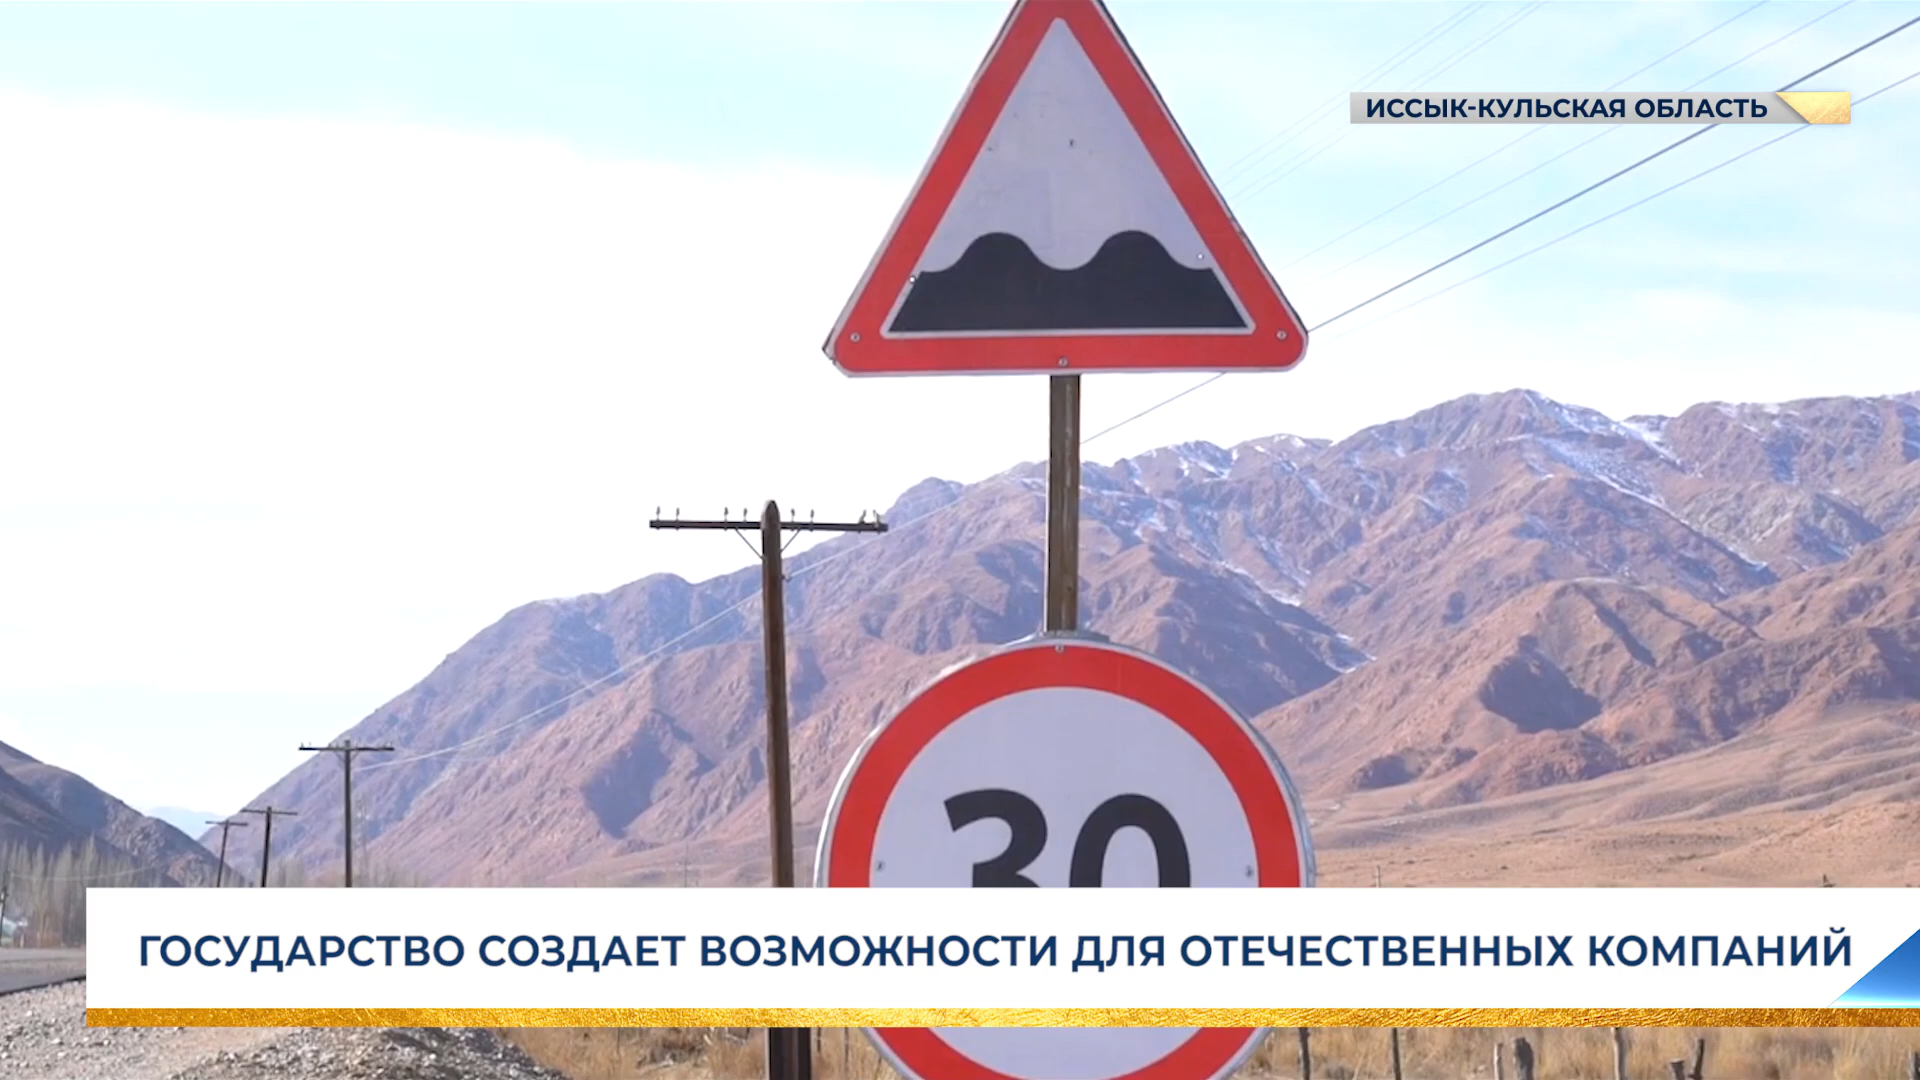 ИССЫК-КУЛЬСКАЯ ОБЛАСТЬ
30
ГОСУДАРСТВО СОЗДАЕТ ВОЗМОЖНОСТИ ДЛЯ ОТЕЧЕСТВЕННЫХ КОМПАНИЙ